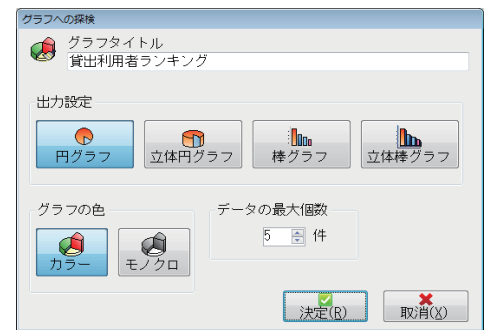 グラフへの探検
グラフタイトル
貸出利用者ランキング
出力設定
円グラフ
立体円グラフ
棒グラフ
立体棒グラフ
グラフの色
データの最大個数
カラー
モノクロ
5 件
決定(R)
取消(X)